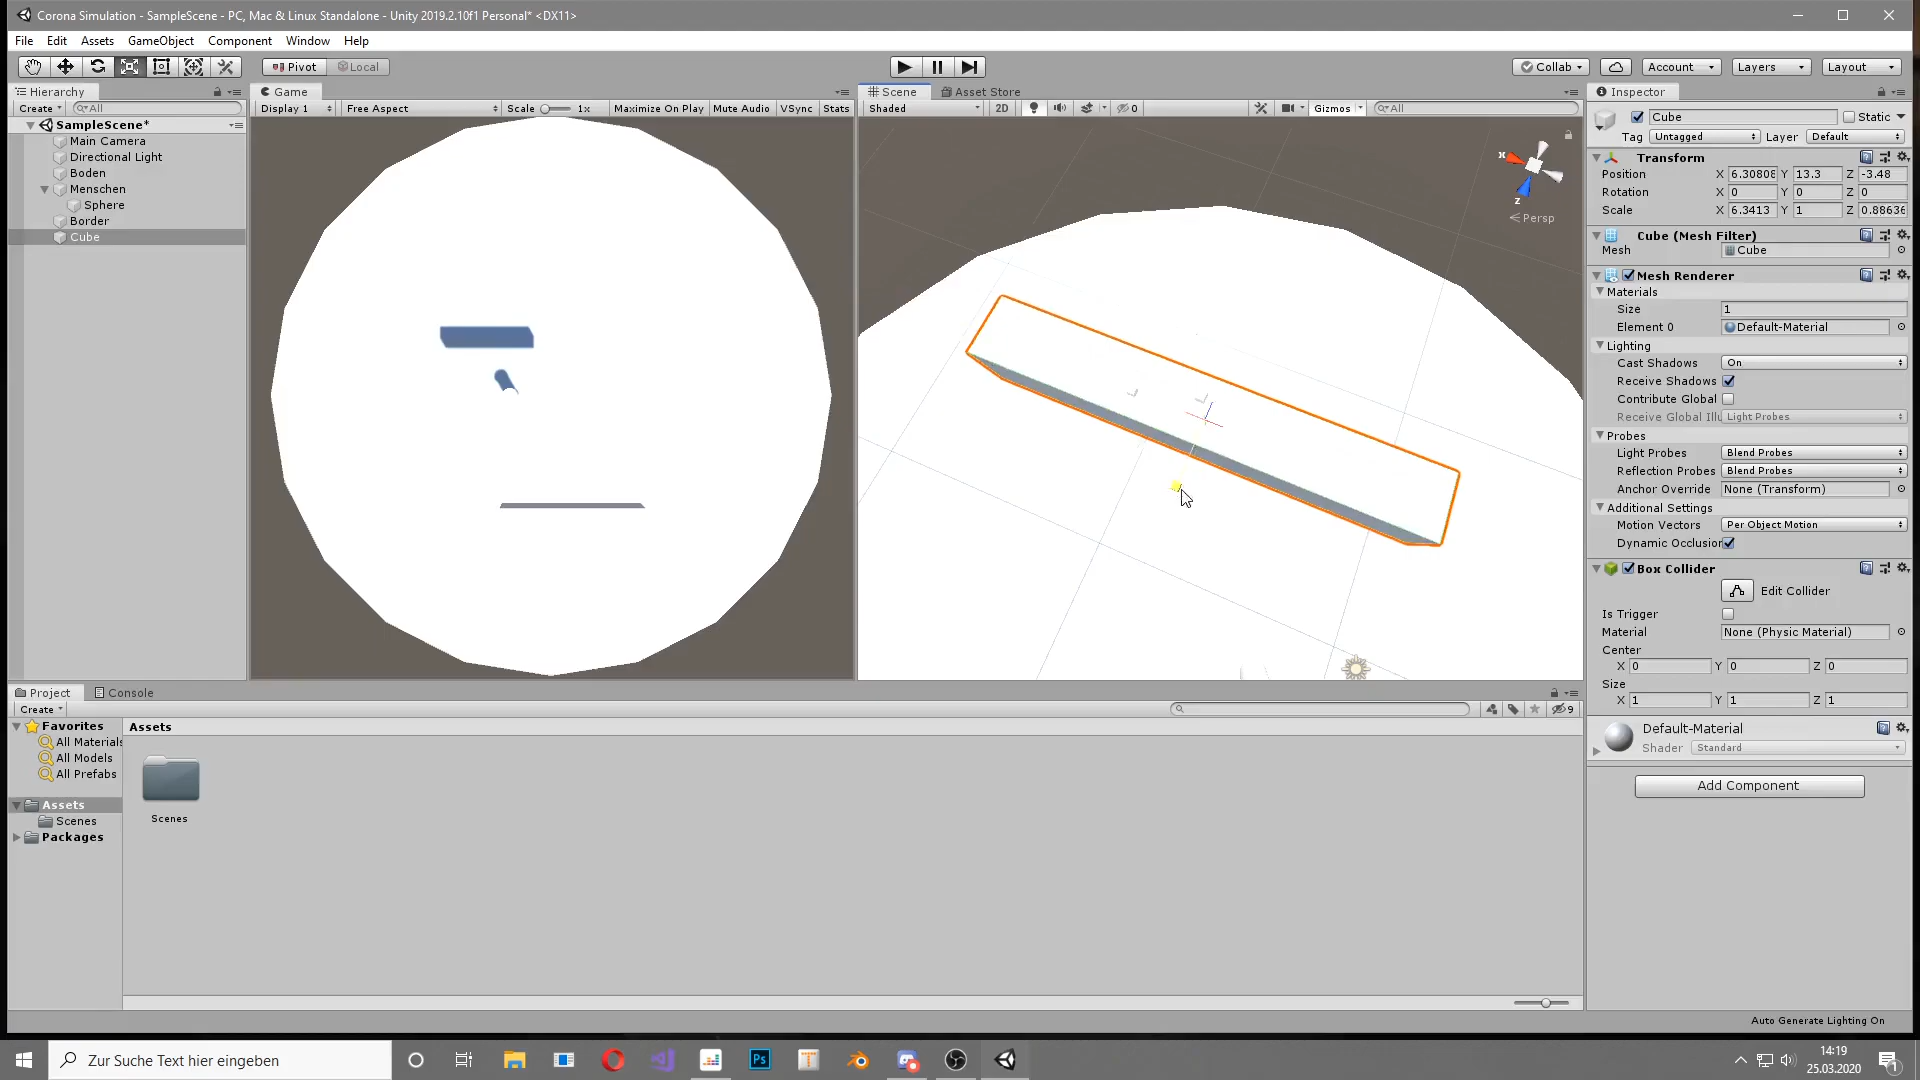 Corona Simulation - SampleScene - PC, Mac & Linux Standalone - Unity 2019.2.10f1 Personal* <DX11>
File Edit Assets GameObject Component Window Help
Pivot Local
Collab Account Layers Layout
Hierarchy
Create All
SampleScene*
Main Camera
Directional Light
Boden
Menschen
Sphere
Border
Cube
Game
Display 1 Free Aspect Scale 1x Maximize On Play Mute Audio VSync Stats
Scene Asset Store
Shaded 2D 0 Gizmos All
x
z
Persp
Inspector
Cube Static
Tag Untagged Layer Default
Transform
Position X 6.30808 Y 13.3 Z -3.48
Rotation X 0 Y 0 Z 0
Scale X 6.3413 Y 1 Z 0.88636
Cube (Mesh Filter)
Mesh Cube
Mesh Renderer
Materials
Size 1
Element 0 Default-Material
Lighting
Cast Shadows On
Receive Shadows
Contribute Global
Receive Global Illu Light Probes
Probes
Light Probes Blend Probes
Reflection Probes Blend Probes
Anchor Override None (Transform)
Additional Settings
Motion Vectors Per Object Motion
Dynamic Occlusion
Box Collider
Edit Collider
Is Trigger
Material None (Physic Material)
Center
X 0 Y 0 Z 0
Size
X 1 Y 1 Z 1
Default-Material
Shader Standard
Add Component
Project Console
Create
9
Favorites
All Materials
All Models
All Prefabs
Assets
Scenes
Packages
Assets
Scenes
Auto Generate Lighting On
Zur Suche Text hier eingeben
Ps
T
14:19
25.03.2020
1